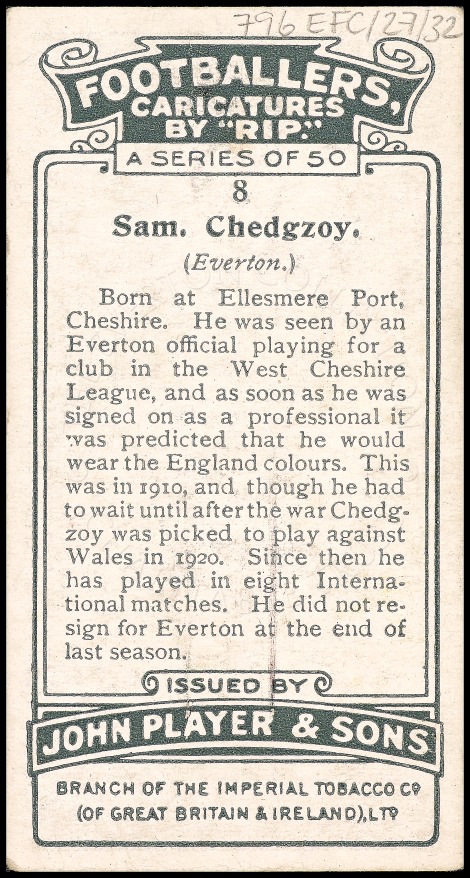 796 EFC/27/32
FOOTBALLERS,
CARICATURES
BY "RIP."
A SERIES OF 50
8
Sam. Chedgzoy.
(Everton.)
Born at Ellesmere Port,
Cheshire. He was seen by an
Everton official playing for a
club in the West Cheshire
League, and as soon as he was
signed on as a professional it
was predicted that he would
wear the England colours. This
was in 1910, and though he had
to wait until after the war Chedg-
zoy was picked to play against
Wales in 1920. Since then he
has played in eight Interna-
tional matches. He did not re-
sign for Everton at the end of
last season.
ISSUED BY
JOHN PLAYER & SONS
BRANCH OF THE IMPERIAL TOBACCO Co
(OF GREAT BRITAIN & IRELAND), LTD